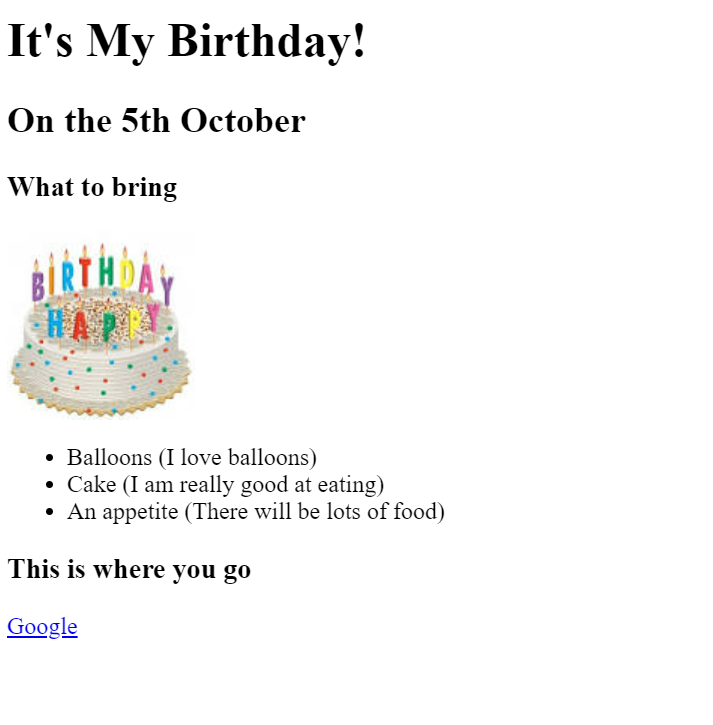 It's My Birthday!
On the 5th October
What to bring
BIRTHDAY
HAPPY
Balloons (I love balloons)
Cake (I am really good at eating)
An appetite (There will be lots of food)
This is where you go
Google